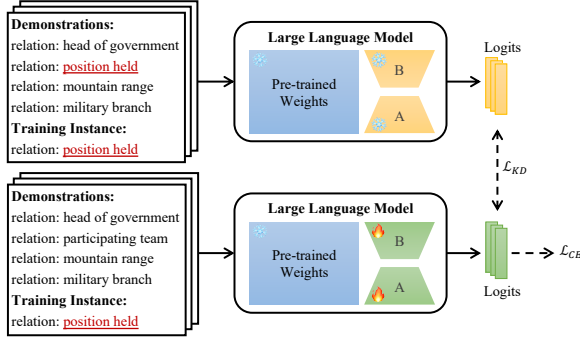 Demonstrations:
relation: head of government
relation: position held
relation: mountain range
relation: military branch
Training Instance:
relation: position held
Large Language Model
Pre-trained
Weights
B
A
Logits
ℒ_KD
Demonstrations:
relation: head of government
relation: participating team
relation: mountain range
relation: military branch
Training Instance:
relation: position held
Large Language Model
Pre-trained
Weights
B
A
Logits
ℒ_CE